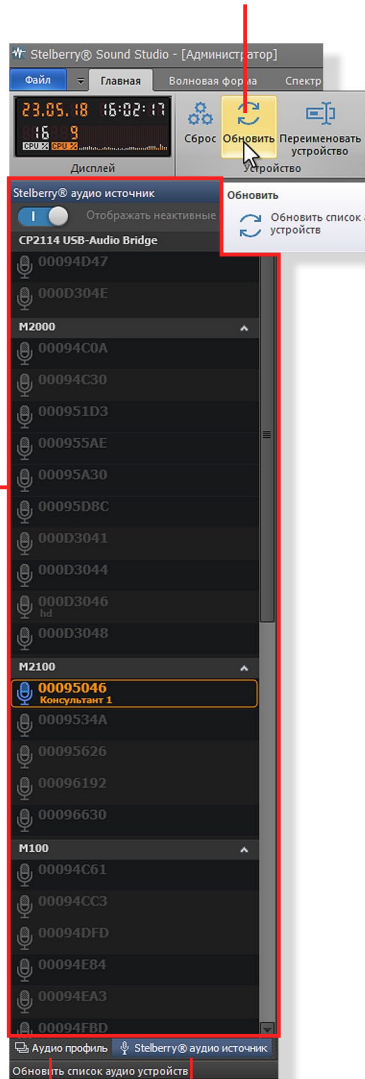 Stelberry® Sound Studio - [Администратор]
Файл Главная Волновая форма Спектр
23.05.18 16:02:17
16 9
CPU % CPU %
Сброс Обновить Переименовать
устройство
Дисплей Устройство
Stelberry® аудио источник
Обновить
Отображать неактивные
Обновить список
устройств
CP2114 USB-Audio Bridge
00094D47
000D304E
M2000
00094C0A
00094C30
000951D3
000955AE
00095A30
00095D8C
000D3041
000D3044
000D3046
hd
000D3048
M2100
00095046
Консультант 1
0009534A
00095626
00096192
00096630
M100
00094C61
00094CC3
00094DFD
00094E84
00094EA3
00094FBD
Аудио профиль Stelberry® аудио источник
Обновить список аудио устройств